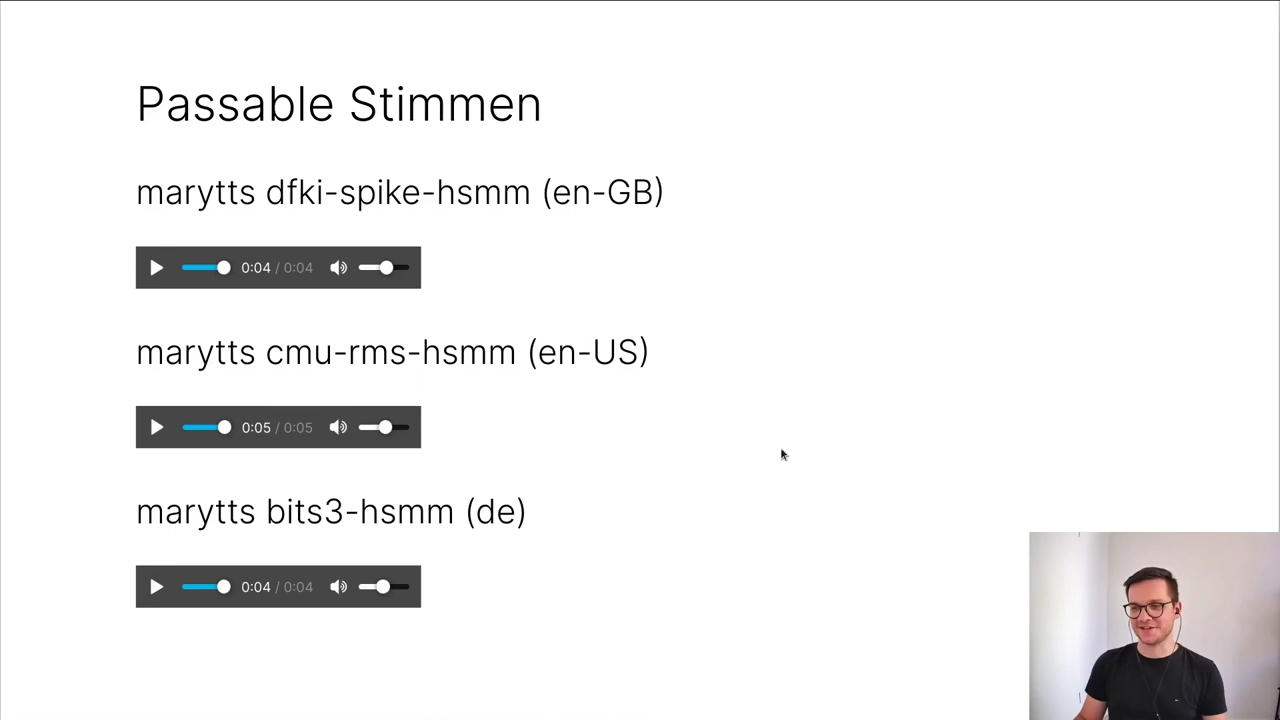 Passable Stimmen
marytts dfki-spike-hsmm (en-GB)
0:04 / 0:04
marytts cmu-rms-hsmm (en-US)
0:05 / 0:05
marytts bits3-hsmm (de)
0:04 / 0:04